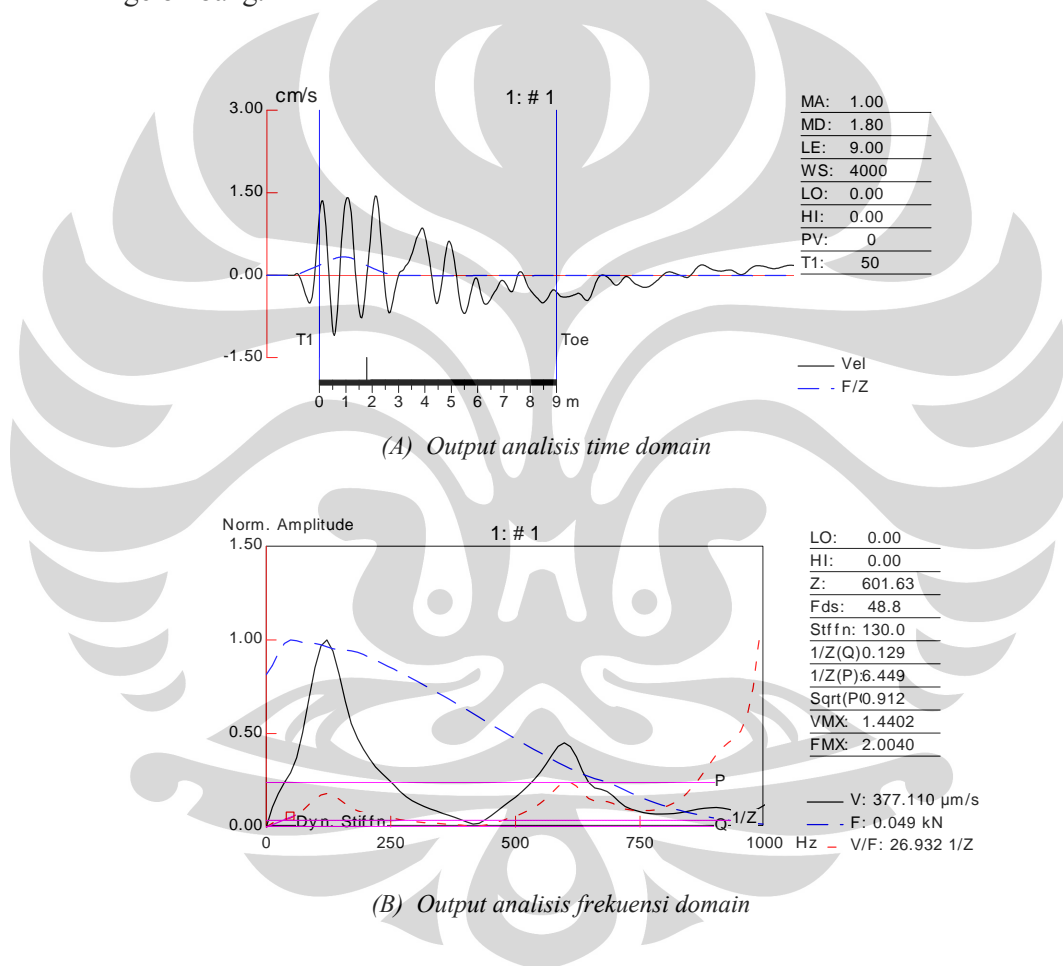 cm/s
1: # 1
3.00
1.50
0.00
-1.50
T1
Toe
0 1 2 3 4 5 6 7 8 9 m
MA: 1.00
MD: 1.80
LE: 9.00
WS: 4000
LO: 0.00
HI: 0.00
PV: 0
T1: 50
Vel
F/Z
(A) Output analisis time domain
Norm. Amplitude
1: # 1
1.50
1.00
0.50
0.00
P
Q
1/Z
Dyn. Stiffn
0 250 500 750 1000 Hz
LO: 0.00
HI: 0.00
Z: 601.63
Fds: 48.8
Stffn: 130.0
1/Z(Q) 0.129
1/Z(P): 6.449
Sqrt(P 0.912
VMX: 1.4402
FMX: 2.0040
V: 377.110 µm/s
F: 0.049 kN
V/F: 26.932 1/Z
(B) Output analisis frekuensi domain